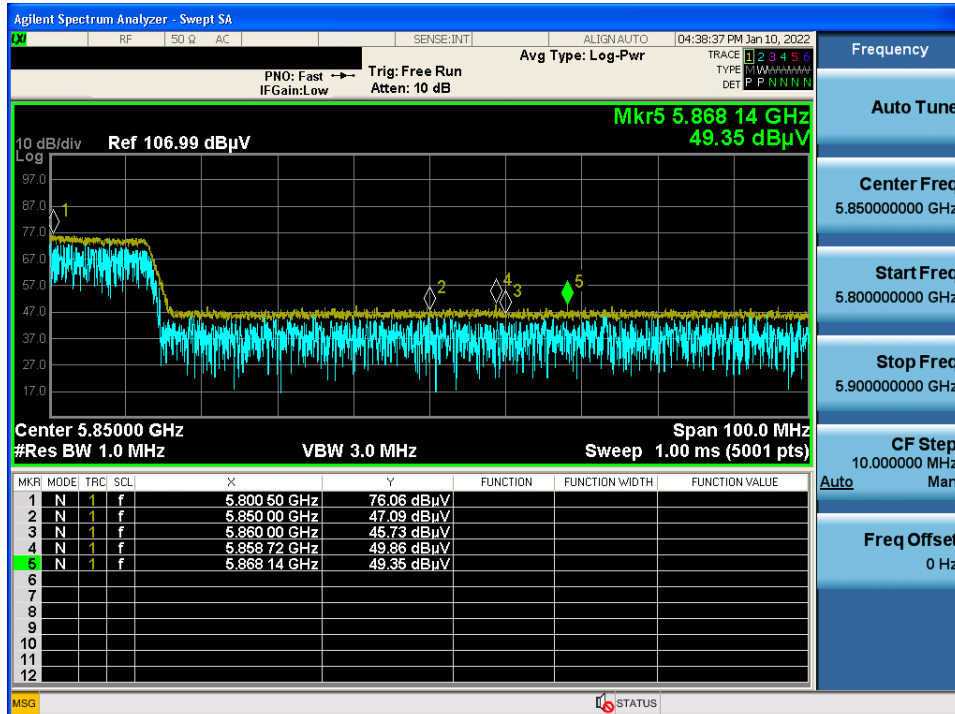 Agilent Spectrum Analyzer - Swept SA
LXI RF 50 Ω AC SENSE:INT ALIGN AUTO 04:38:37 PM Jan 10, 2022
Avg Type: Log-Pwr
TRACE 1 2 3 4 5 6
PNO: Fast Trig: Free Run
TYPE M W W W W W
IFGain:Low Atten: 10 dB
DET P P N N N N
Mkr5 5.868 14 GHz
49.35 dBµV
10 dB/div Ref 106.99 dBµV
Log
97.0
87.0
77.0
67.0
57.0
47.0
37.0
27.0
17.0
1
2
4
3
5
Center 5.85000 GHz Span 100.0 MHz
#Res BW 1.0 MHz VBW 3.0 MHz Sweep 1.00 ms (5001 pts)
MKR MODE TRC SCL X Y FUNCTION FUNCTION WIDTH FUNCTION VALUE
1 N 1 f 5.800 50 GHz 76.06 dBµV
2 N 1 f 5.850 00 GHz 47.09 dBµV
3 N 1 f 5.860 00 GHz 45.73 dBµV
4 N 1 f 5.858 72 GHz 49.86 dBµV
5 N 1 f 5.868 14 GHz 49.35 dBµV
6
7
8
9
10
11
12
MSG STATUS
Frequency
Auto Tune
Center Freq
5.850000000 GHz
Start Freq
5.800000000 GHz
Stop Freq
5.900000000 GHz
CF Step
10.000000 MHz
Auto Man
Freq Offset
0 Hz